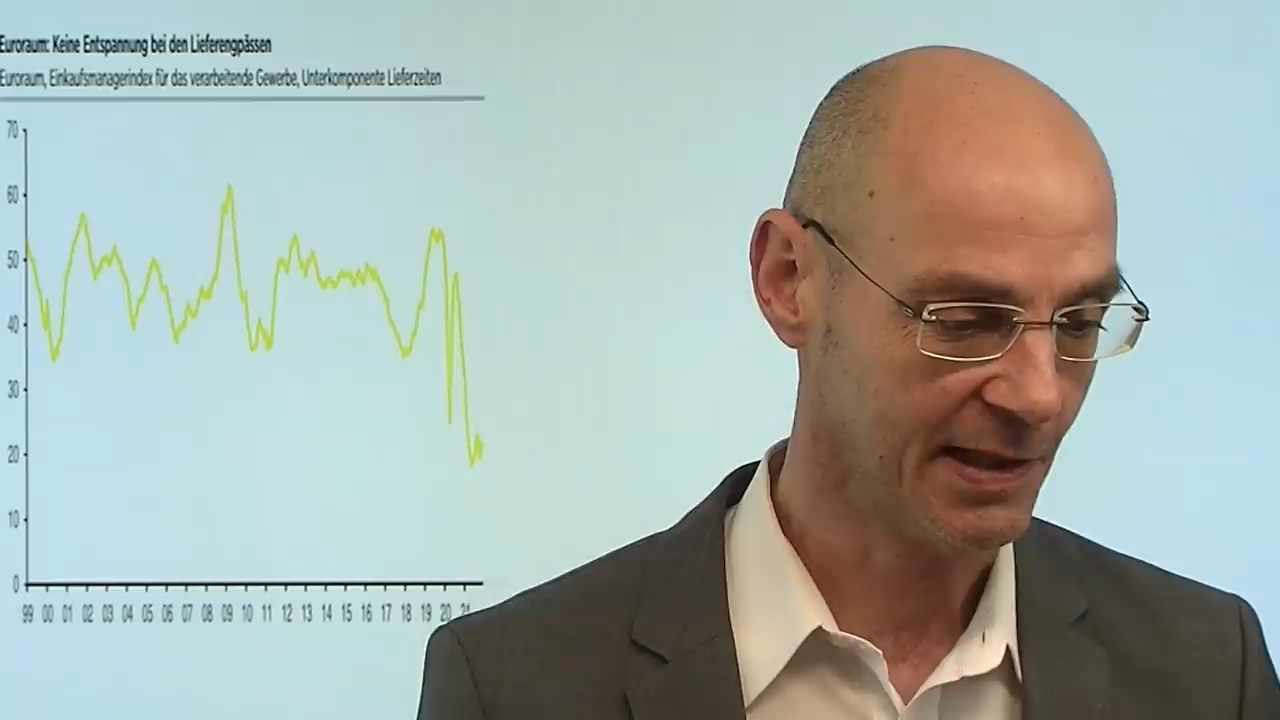 Euroraum: Keine Entspannung bei den Lieferengpässen
Euroraum, Einkaufsmanagerindex für das verarbeitende Gewerbe, Unterkomponente Lieferzeiten
70
60
50
40
30
20
10
0
99 00 01 02 03 04 05 06 07 08 09 10 11 12 13 14 15 16 17 18 19 20 21